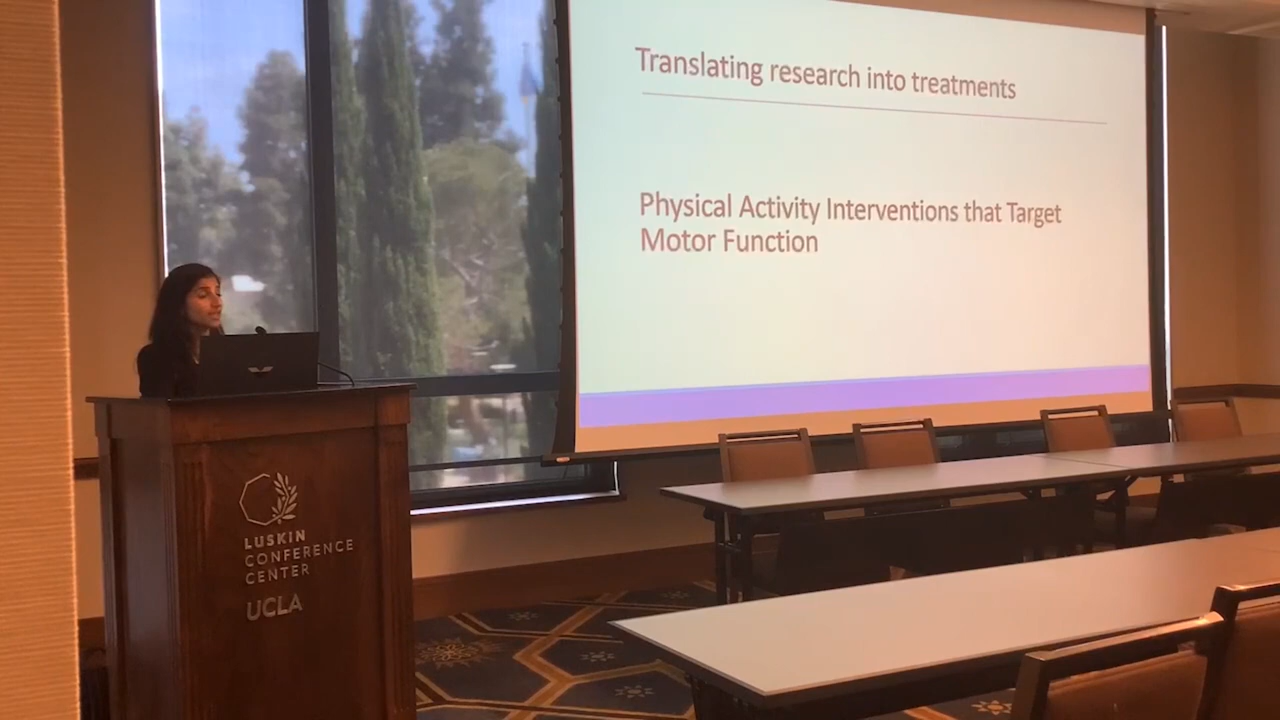 Translating research into treatments
Physical Activity Interventions that Target
Motor Function
LUSKIN
CONFERENCE
CENTER
UCLA